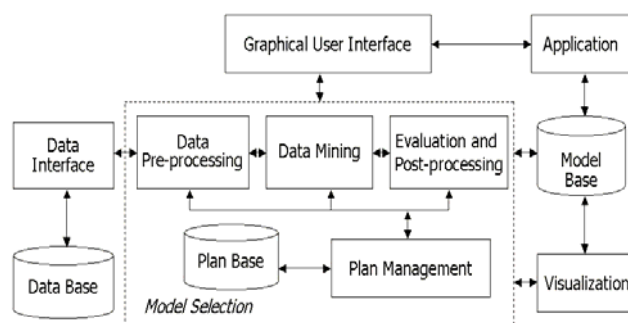 Graphical User Interface
Application
Data
Interface
Data
Pre-processing
Data Mining
Evaluation and
Post-processing
Model
Base
Data Base
Plan Base
Plan Management
Visualization
Model Selection